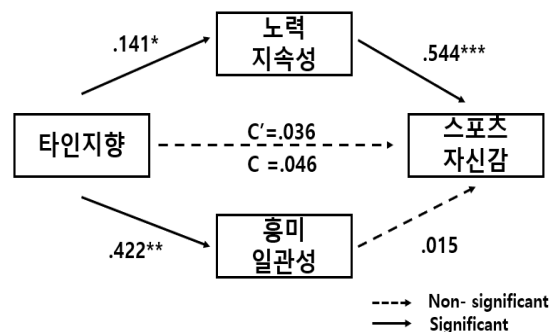 노력
지속성
.141*
.544***
타인지향
C′=.036
C =.046
스포츠
자신감
.422**
흥미
일관성
.015
Non- significant
Significant